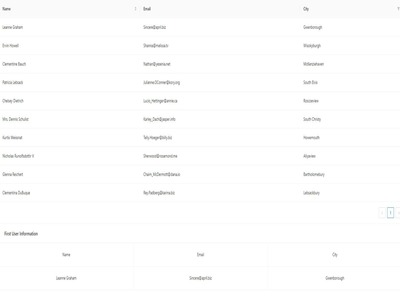 Name Email City
Leanne Graham Sincere@april.biz Gwenborough
Ervin Howell Shanna@melissa.tv Wisokyburgh
Clementine Bauch Nathan@yesenia.net McKenziehaven
Patricia Lebsack Julianne.OConner@kory.org South Elvis
Chelsey Dietrich Lucio_Hettinger@annie.ca Roscoeview
Mrs. Dennis Schulist Karley_Dach@jasper.info South Christy
Kurtis Weissnat Telly.Hoeger@billy.biz Howemouth
Nicholas Runolfsdottir V Sherwood@rosamond.me Aliyaview
Glenna Reichert Chaim_McDermott@dana.io Bartholomebury
Clementina DuBuque Rey.Padberg@karina.biz Lebsackbury
< 1 >
First User Information
Name Email City
Leanne Graham Sincere@april.biz Gwenborough